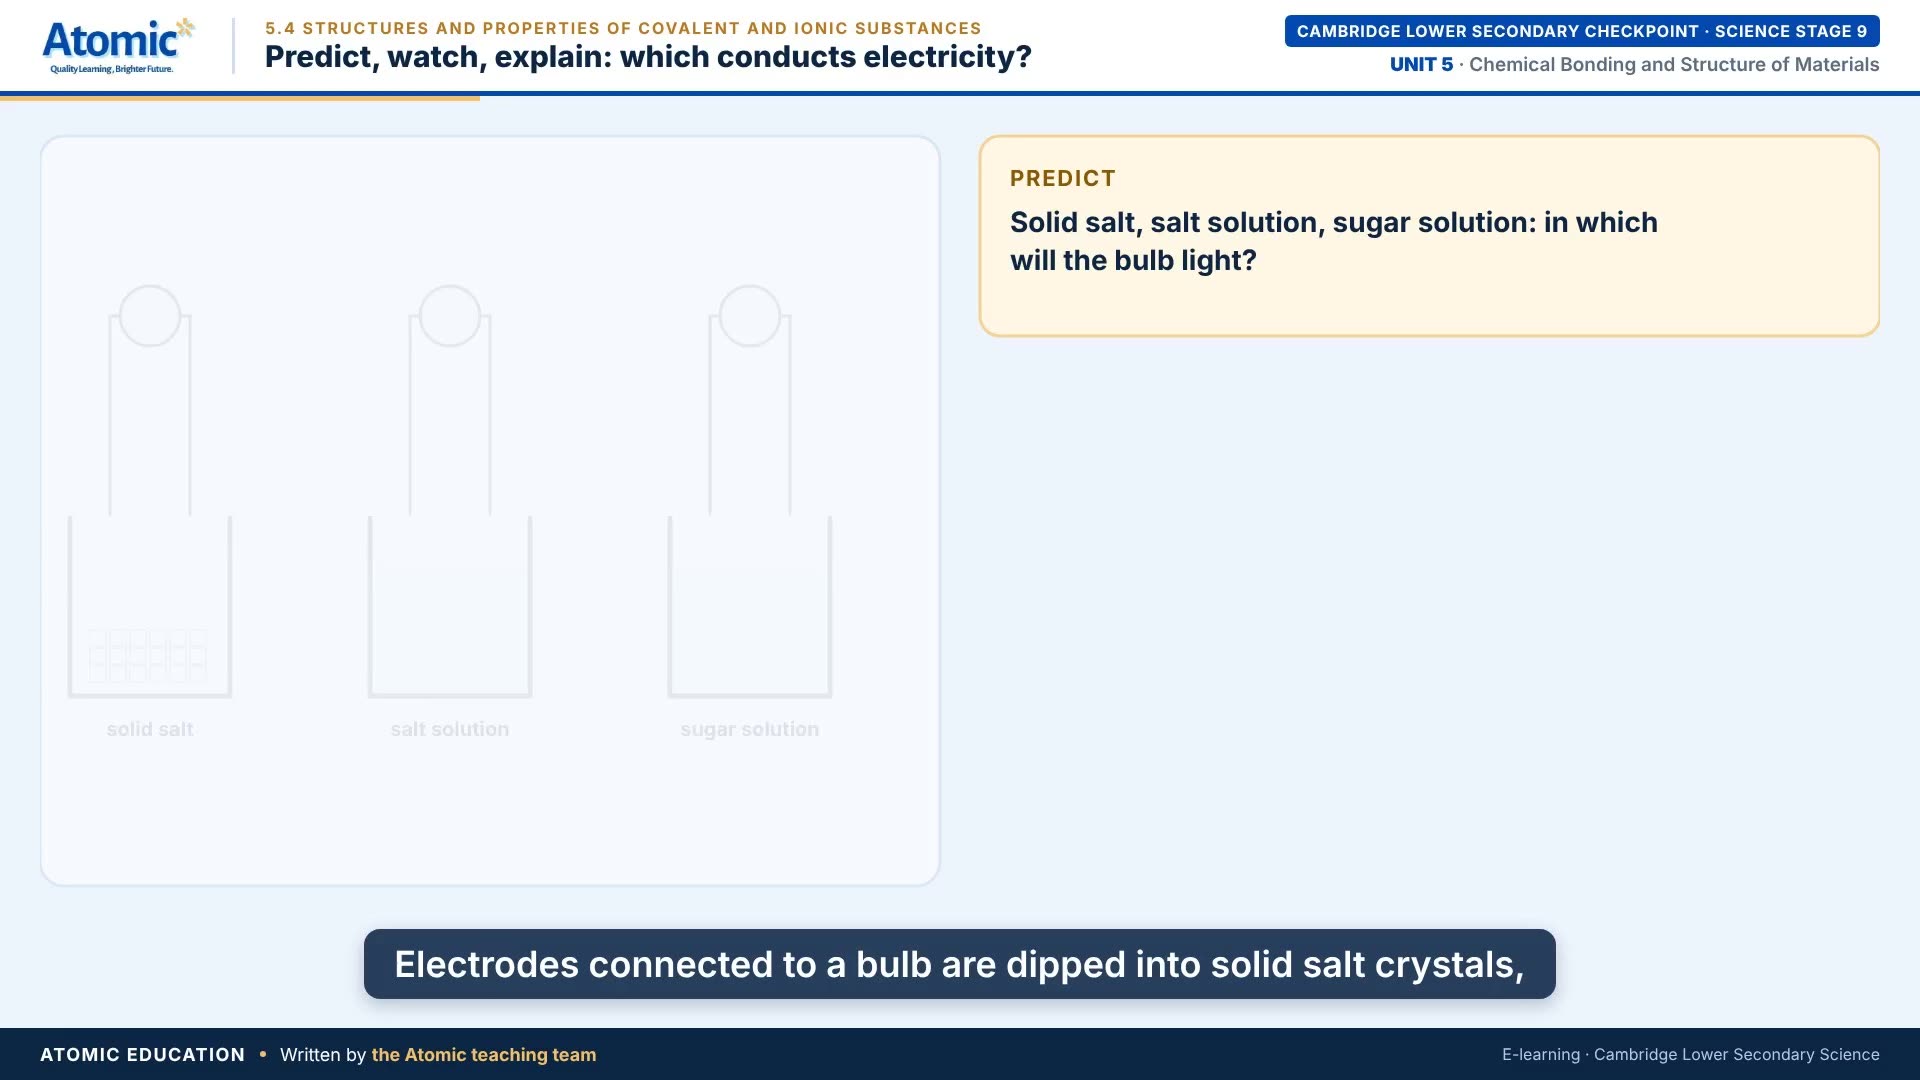 Atomic
Quality Learning, Brighter Future.
5.4 STRUCTURES AND PROPERTIES OF COVALENT AND IONIC SUBSTANCES
Predict, watch, explain: which conducts electricity?
CAMBRIDGE LOWER SECONDARY CHECKPOINT · SCIENCE STAGE 9
UNIT 5 · Chemical Bonding and Structure of Materials
PREDICT
Solid salt, salt solution, sugar solution: in which
will the bulb light?
solid salt
salt solution
sugar solution
Electrodes connected to a bulb are dipped into solid salt crystals,
ATOMIC EDUCATION • Written by the Atomic teaching team
E-learning · Cambridge Lower Secondary Science